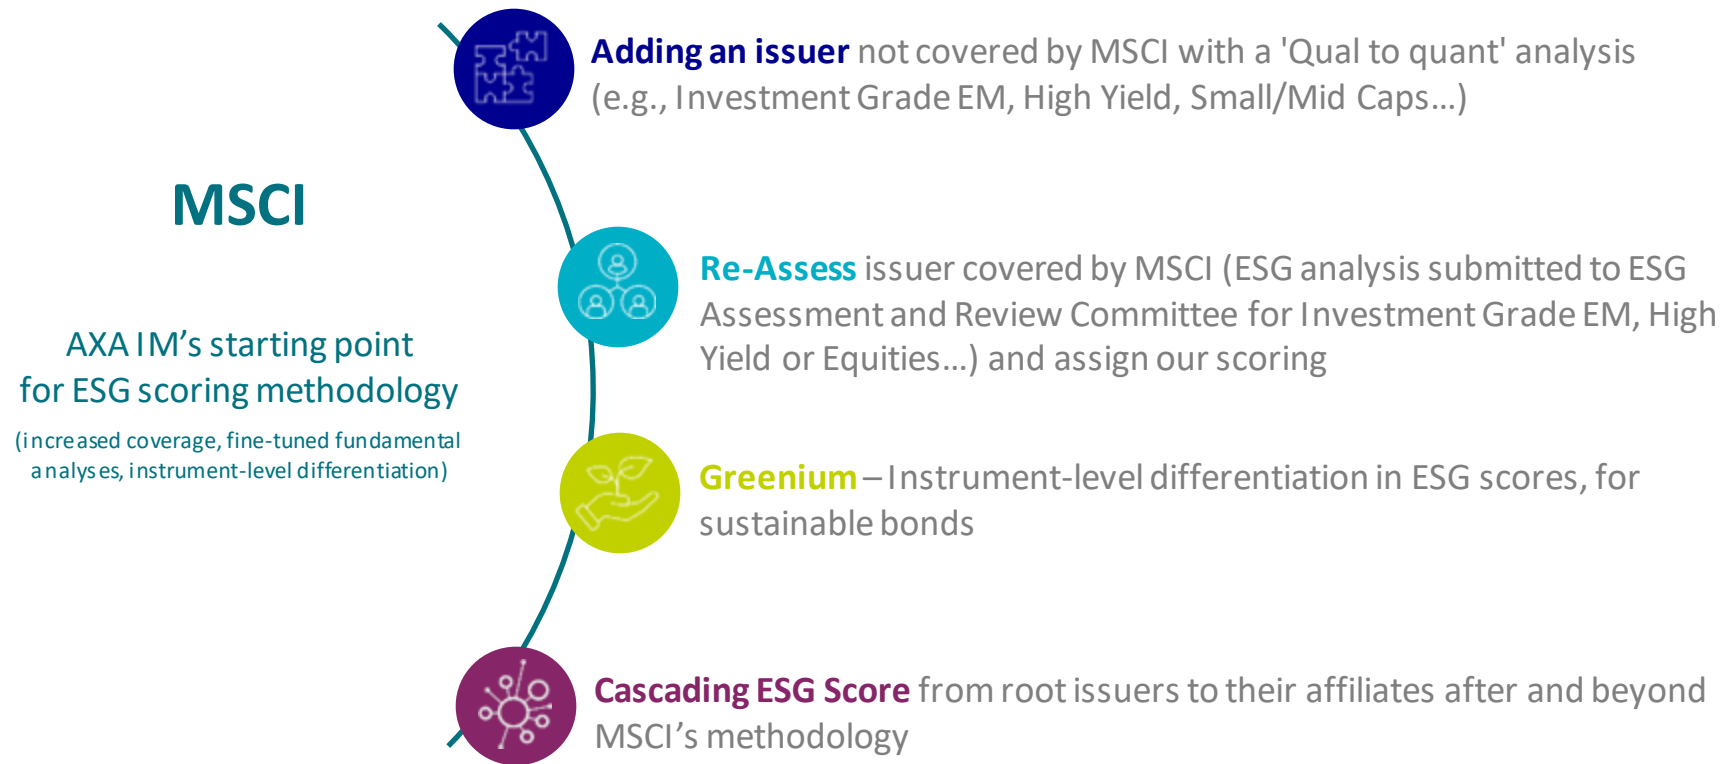 MSCI
AXA IM’s starting point
for ESG scoring methodology
(increased coverage, fine-tuned fundamental
analyses, instrument-level differentiation)
Adding an issuer not covered by MSCI with a 'Qual to quant' analysis
(e.g., Investment Grade EM, High Yield, Small/Mid Caps…)
Re-Assess issuer covered by MSCI (ESG analysis submitted to ESG
Assessment and Review Committee for Investment Grade EM, High
Yield or Equities…) and assign our scoring
Greenium – Instrument-level differentiation in ESG scores, for
sustainable bonds
Cascading ESG Score from root issuers to their affiliates after and beyond
MSCI’s methodology